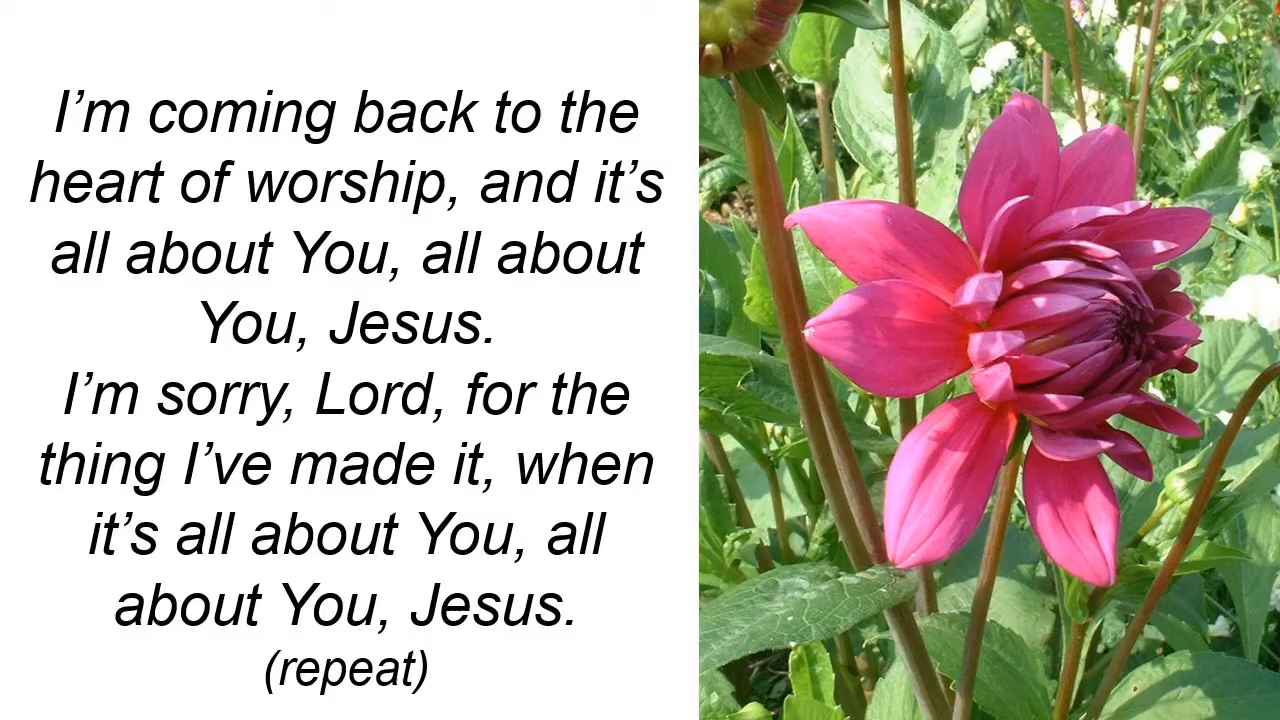 I’m coming back to the
heart of worship, and it’s
all about You, all about
You, Jesus.
I’m sorry, Lord, for the
thing I’ve made it, when
it’s all about You, all
about You, Jesus.
(repeat)